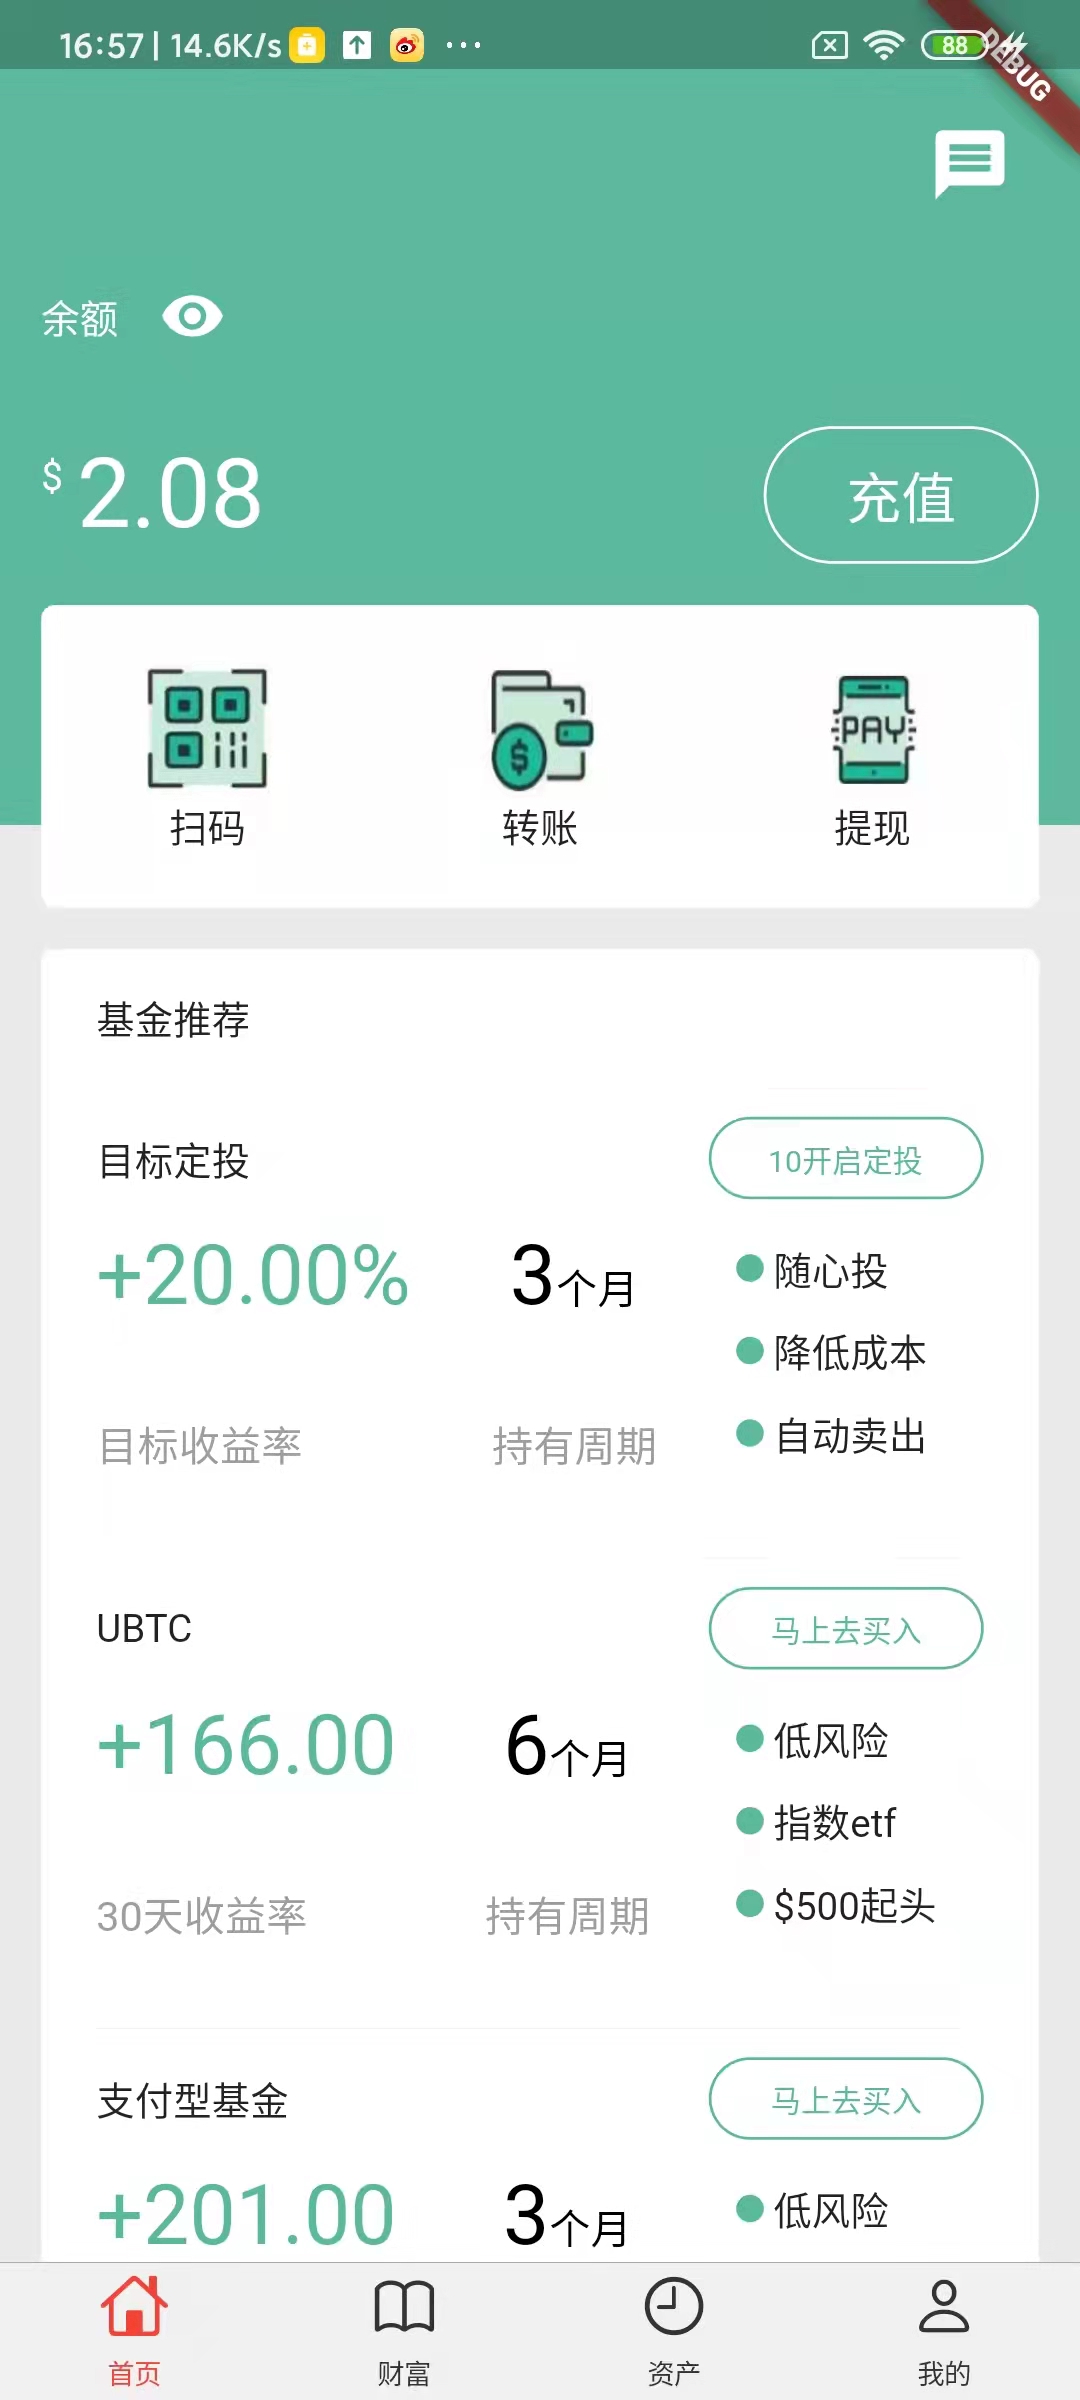 16:57 | 14.6K/s ...
88
DEBUG
余额
$ 2.08
充值
PAY
扫码
转账
提现
基金推荐
目标定投
10开启定投
+20.00%
3个月
随心投
降低成本
目标收益率
持有周期
自动卖出
UBTC
马上去买入
+166.00
6个月
低风险
指数etf
30天收益率
持有周期
$500起头
支付型基金
马上去买入
+201.00
3个月
低风险
首页
财富
资产
我的